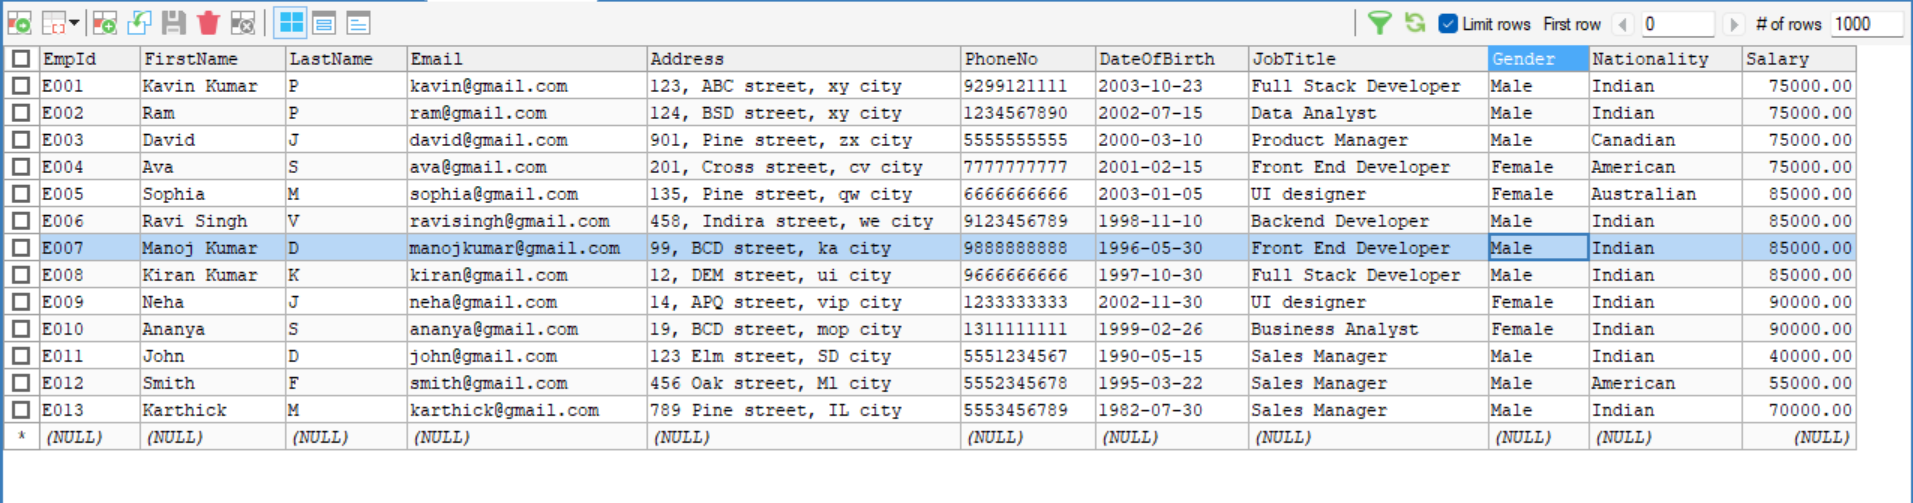 Limit rows First row 0 # of rows 1000
EmpId FirstName LastName Email Address PhoneNo DateOfBirth JobTitle Gender Nationality Salary
E001 Kavin Kumar P kavin@gmail.com 123, ABC street, xy city 9299121111 2003-10-23 Full Stack Developer Male Indian 75000.00
E002 Ram P ram@gmail.com 124, BSD street, xy city 1234567890 2002-07-15 Data Analyst Male Indian 75000.00
E003 David J david@gmail.com 901, Pine street, zx city 5555555555 2000-03-10 Product Manager Male Canadian 75000.00
E004 Ava S ava@gmail.com 201, Cross street, cv city 7777777777 2001-02-15 Front End Developer Female American 75000.00
E005 Sophia M sophia@gmail.com 135, Pine street, qw city 6666666666 2003-01-05 UI designer Female Australian 85000.00
E006 Ravi Singh V ravisingh@gmail.com 458, Indira street, we city 9123456789 1998-11-10 Backend Developer Male Indian 85000.00
E007 Manoj Kumar D manojkumar@gmail.com 99, BCD street, ka city 9888888888 1996-05-30 Front End Developer Male Indian 85000.00
E008 Kiran Kumar K kiran@gmail.com 12, DEM street, ui city 9666666666 1997-10-30 Full Stack Developer Male Indian 85000.00
E009 Neha J neha@gmail.com 14, APQ street, vip city 1233333333 2002-11-30 UI designer Female Indian 90000.00
E010 Ananya S ananya@gmail.com 19, BCD street, mop city 1311111111 1999-02-26 Business Analyst Female Indian 90000.00
E011 John D john@gmail.com 123 Elm street, SD city 5551234567 1990-05-15 Sales Manager Male Indian 40000.00
E012 Smith F smith@gmail.com 456 Oak street, Ml city 5552345678 1995-03-22 Sales Manager Male American 55000.00
E013 Karthick M karthick@gmail.com 789 Pine street, IL city 5553456789 1982-07-30 Sales Manager Male Indian 70000.00
* (NULL) (NULL) (NULL) (NULL) (NULL) (NULL) (NULL) (NULL) (NULL) (NULL) (NULL)